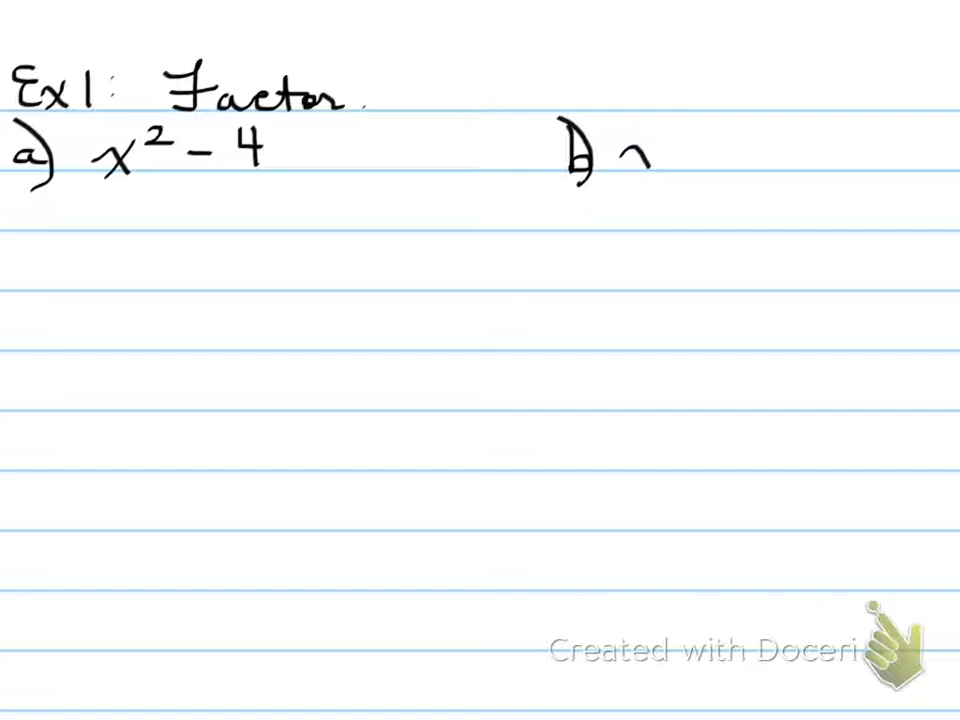 Ex 1: Factor.
a) x² - 4 b)
Created with Doceri